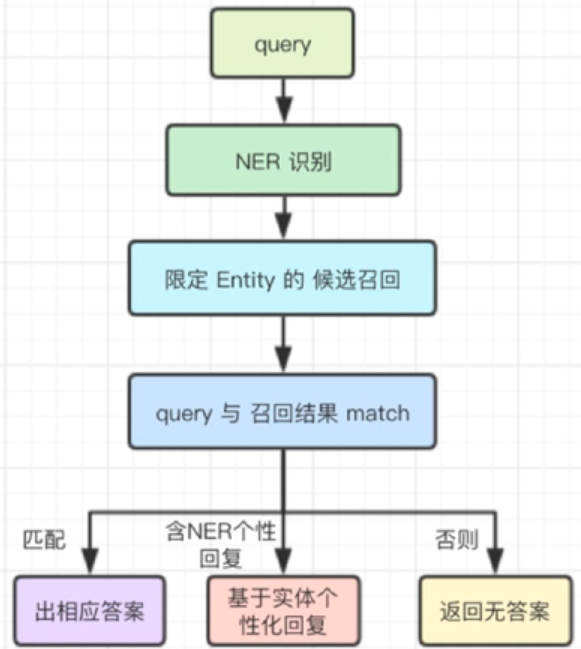 query
NER 识别
限定 Entity 的 候选召回
query 与 召回结果 match
匹配
含NER个性
回复
否则
出相应答案
基于实体个
性化回复
返回无答案